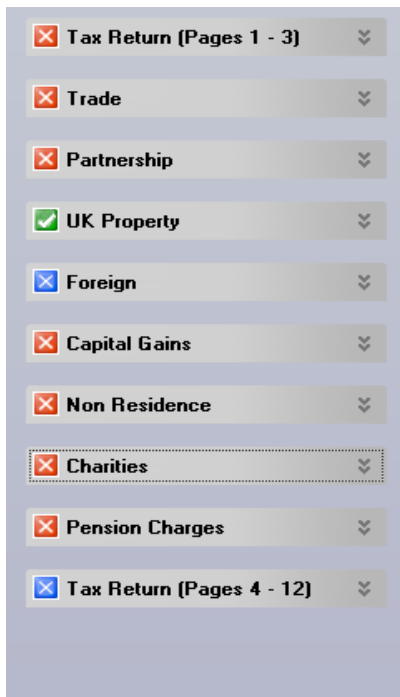 Tax Return (Pages 1 - 3)
Trade
Partnership
UK Property
Foreign
Capital Gains
Non Residence
Charities
Pension Charges
Tax Return (Pages 4 - 12)